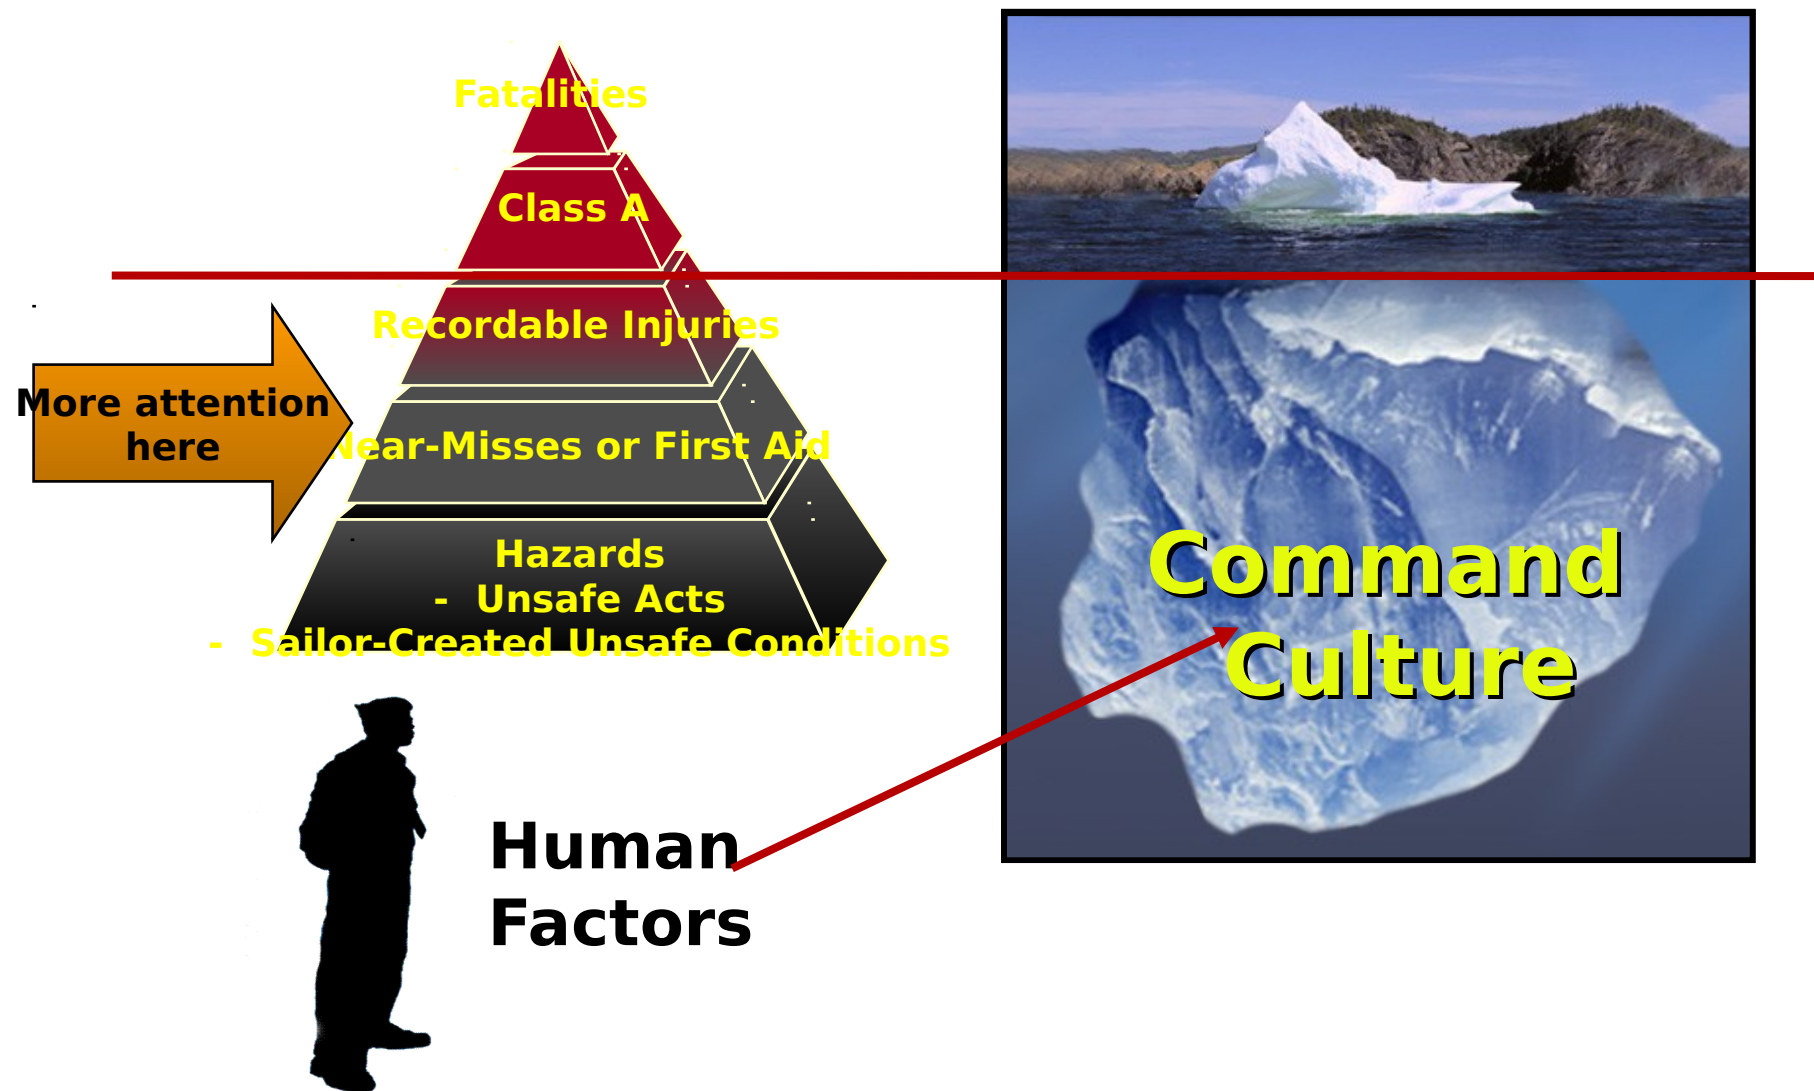 Fatalities
Class A
Recordable Injuries
More attention
here
Near-Misses or First Aid
Hazards
- Unsafe Acts
- Sailor-Created Unsafe Conditions
Command
Culture
Human
Factors